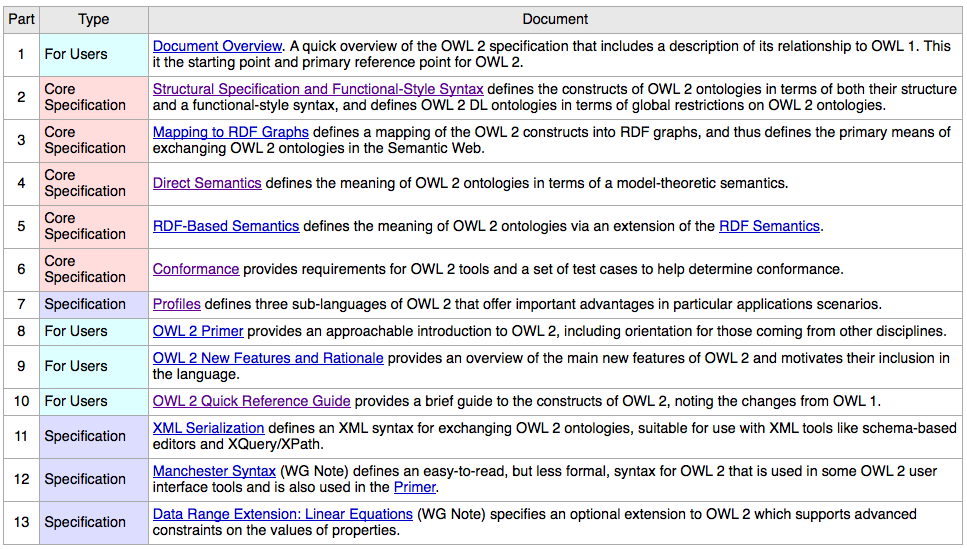 Part Type Document
1 For Users Document Overview. A quick overview of the OWL 2 specification that includes a description of its relationship to OWL 1. This
it the starting point and primary reference point for OWL 2.
2 Core
Specification
Structural Specification and Functional-Style Syntax defines the constructs of OWL 2 ontologies in terms of both their structure
and a functional-style syntax, and defines OWL 2 DL ontologies in terms of global restrictions on OWL 2 ontologies.
3 Core
Specification
Mapping to RDF Graphs defines a mapping of the OWL 2 constructs into RDF graphs, and thus defines the primary means of
exchanging OWL 2 ontologies in the Semantic Web.
4 Core
Specification
Direct Semantics defines the meaning of OWL 2 ontologies in terms of a model-theoretic semantics.
5 Core
Specification
RDF-Based Semantics defines the meaning of OWL 2 ontologies via an extension of the RDF Semantics.
6 Core
Specification
Conformance provides requirements for OWL 2 tools and a set of test cases to help determine conformance.
7 Specification Profiles defines three sub-languages of OWL 2 that offer important advantages in particular applications scenarios.
8 For Users OWL 2 Primer provides an approachable introduction to OWL 2, including orientation for those coming from other disciplines.
9 For Users OWL 2 New Features and Rationale provides an overview of the main new features of OWL 2 and motivates their inclusion in
the language.
10 For Users OWL 2 Quick Reference Guide provides a brief guide to the constructs of OWL 2, noting the changes from OWL 1.
11 Specification XML Serialization defines an XML syntax for exchanging OWL 2 ontologies, suitable for use with XML tools like schema-based
editors and XQuery/XPath.
12 Specification Manchester Syntax (WG Note) defines an easy-to-read, but less formal, syntax for OWL 2 that is used in some OWL 2 user
interface tools and is also used in the Primer.
13 Specification Data Range Extension: Linear Equations (WG Note) specifies an optional extension to OWL 2 which supports advanced
constraints on the values of properties.